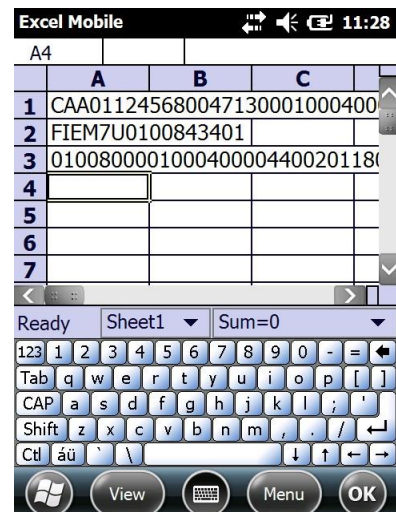 Excel Mobile 11:28
A4
A B C
1 CAA011245680047130001000400
2 FIEM7U0100843401
3 010080000100040000440020118
4
5
6
7
Ready Sheet1 Sum=0
123 1 2 3 4 5 6 7 8 9 0 - =
Tab q w e r t y u i o p [ ]
CAP a s d f g h j k l ; '
Shift z x c v b n m , . /
Ctl áü ` \
View Menu OK